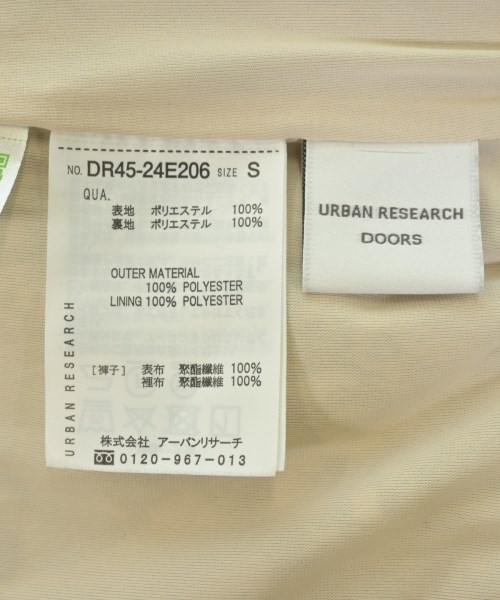 NO. DR45-24E206 SIZE S
QUA.
表地 ポリエステル 100%
裏地 ポリエステル 100%
OUTER MATERIAL
100% POLYESTER
LINING 100% POLYESTER
[褲子] 表布 聚酯纖維 100%
裡布 聚酯纖維 100%
URBAN RESEARCH
株式会社 アーバンリサーチ
0120-967-013
URBAN RESEARCH
DOORS